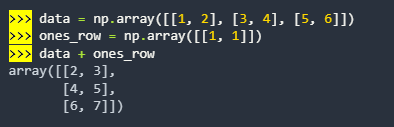 >>> data = np.array([[1, 2], [3, 4], [5, 6]])
>>> ones_row = np.array([[1, 1]])
>>> data + ones_row
array([[2, 3],
       [4, 5],
       [6, 7]])